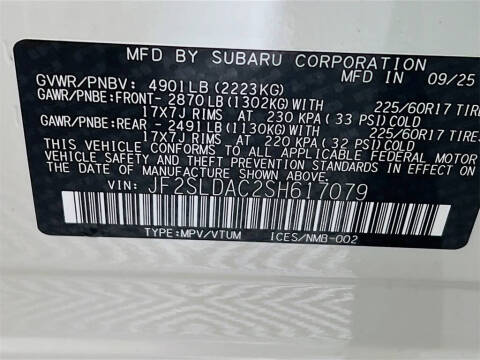 MFD BY SUBARU CORPORATION
MFD IN 09/25
GVWR/PNBV: 4901LB (2223KG)
GAWR/PNBE:FRONT- 2870LB(1302KG)WITH 225/60R17 TIRES
17X7J RIMS AT 230 KPA ( 33 PSI)COLD
GAWR/PNBE:REAR - 2491LB(1130KG)WITH 225/60R17 TIRES
17X7J RIMS AT 220 KPA ( 32 PSI)COLD
THIS VEHICLE CONFORMS TO ALL APPLICABLE FEDERAL MOTOR
VEHICLE SAFETY AND THEFT PREVENTION STANDARDS IN EFFECT ON
THE DATE OF MANUFACTURE SHOWN ABOVE.
VIN: JF2SLDAC2SH617079
TYPE:MPV/VTUM ICES/NMB-002